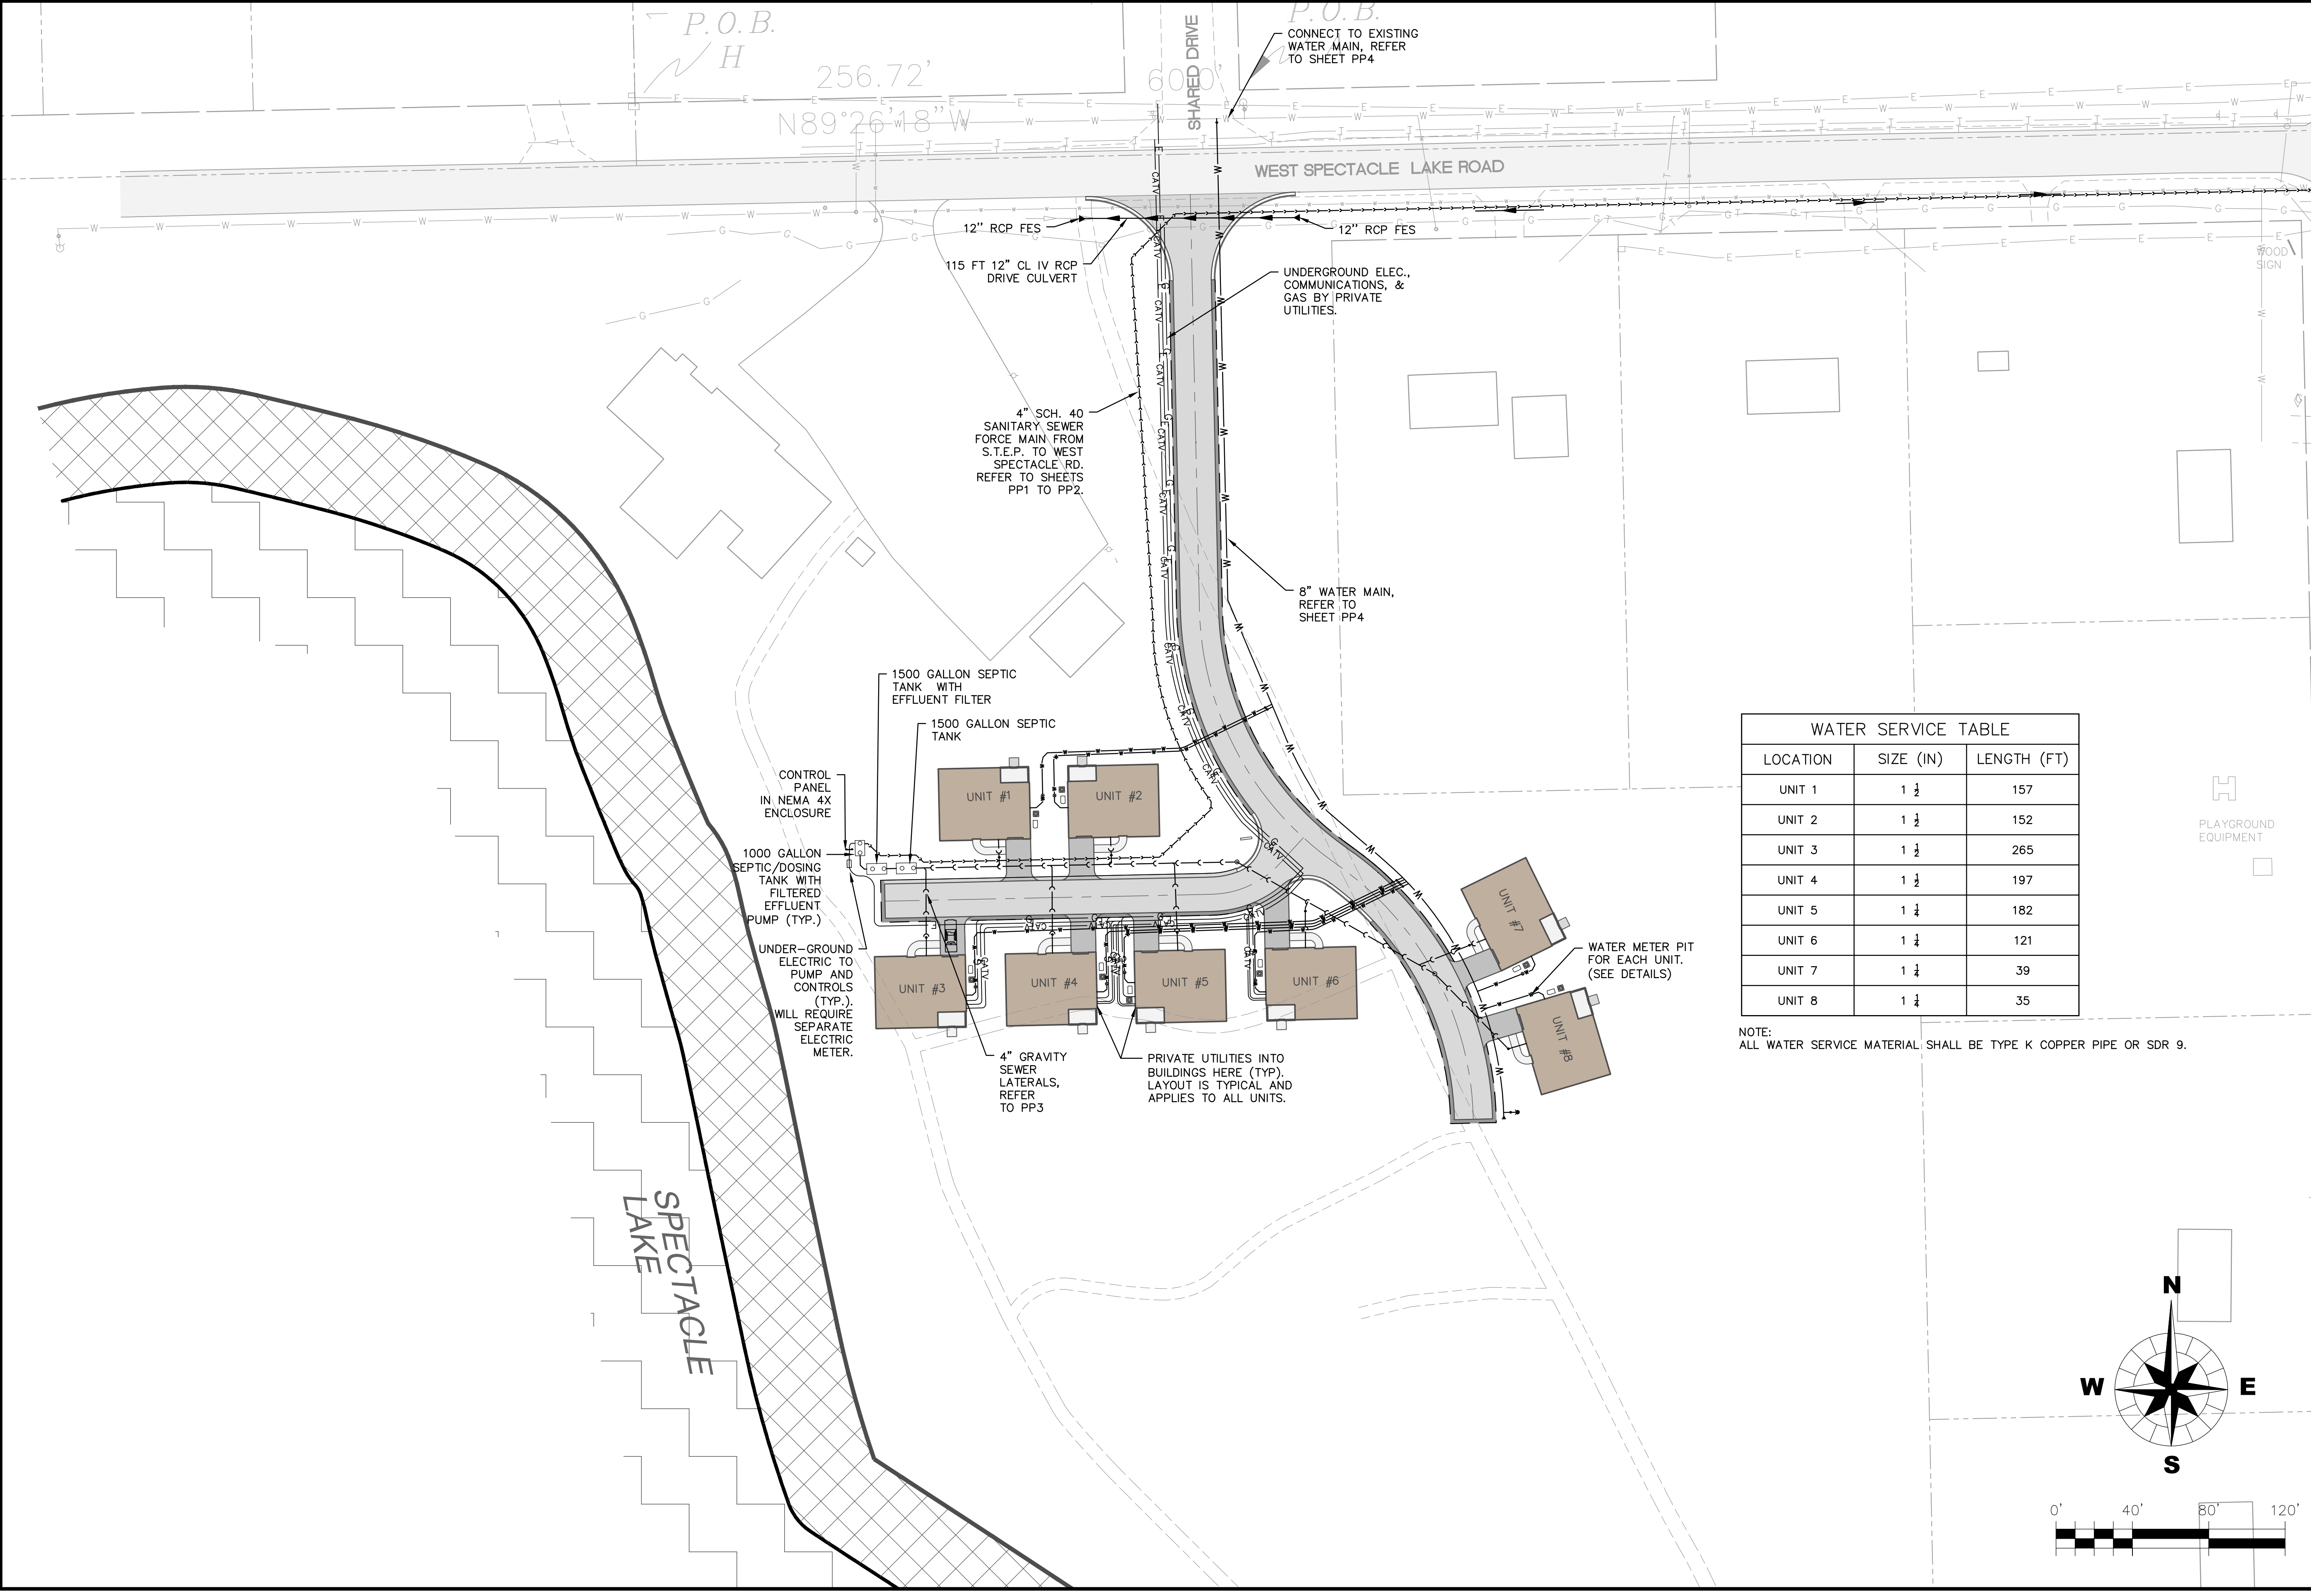 P.O.B.
H
256.72'
N89°26'18"W
SHARED DRIVE
P.O.B.
CONNECT TO EXISTING
WATER MAIN, REFER
TO SHEET PP4
WEST SPECTACLE LAKE ROAD
12" RCP FES
12" RCP FES
115 FT 12" CL IV RCP
DRIVE CULVERT
UNDERGROUND ELEC.,
COMMUNICATIONS, &
GAS BY PRIVATE
UTILITIES.
WOOD
SIGN
4" SCH. 40
SANITARY SEWER
FORCE MAIN FROM
S.T.E.P. TO WEST
SPECTACLE RD.
REFER TO SHEETS
PP1 TO PP2.
8" WATER MAIN,
REFER TO
SHEET PP4
1500 GALLON SEPTIC
TANK WITH
EFFLUENT FILTER
1500 GALLON SEPTIC
TANK
CONTROL
PANEL
IN NEMA 4X
ENCLOSURE
1000 GALLON
SEPTIC/DOSING
TANK WITH
FILTERED
EFFLUENT
PUMP (TYP.)
UNDER-GROUND
ELECTRIC TO
PUMP AND
CONTROLS
(TYP.).
WILL REQUIRE
SEPARATE
ELECTRIC
METER.
UNIT #1
UNIT #2
UNIT #3
UNIT #4
UNIT #5
UNIT #6
UNIT #7
UNIT #8
4" GRAVITY
SEWER
LATERALS,
REFER
TO PP3
PRIVATE UTILITIES INTO
BUILDINGS HERE (TYP).
LAYOUT IS TYPICAL AND
APPLIES TO ALL UNITS.
WATER METER PIT
FOR EACH UNIT.
(SEE DETAILS)
WATER SERVICE TABLE
LOCATION SIZE (IN) LENGTH (FT)
UNIT 1 1 1/2 157
UNIT 2 1 1/2 152
UNIT 3 1 1/2 265
UNIT 4 1 1/2 197
UNIT 5 1 1/4 182
UNIT 6 1 1/4 121
UNIT 7 1 1/4 39
UNIT 8 1 1/4 35
NOTE:
ALL WATER SERVICE MATERIAL SHALL BE TYPE K COPPER PIPE OR SDR 9.
PLAYGROUND
EQUIPMENT
SPECTACLE
LAKE
N
W E
S
0' 40' 80' 120'